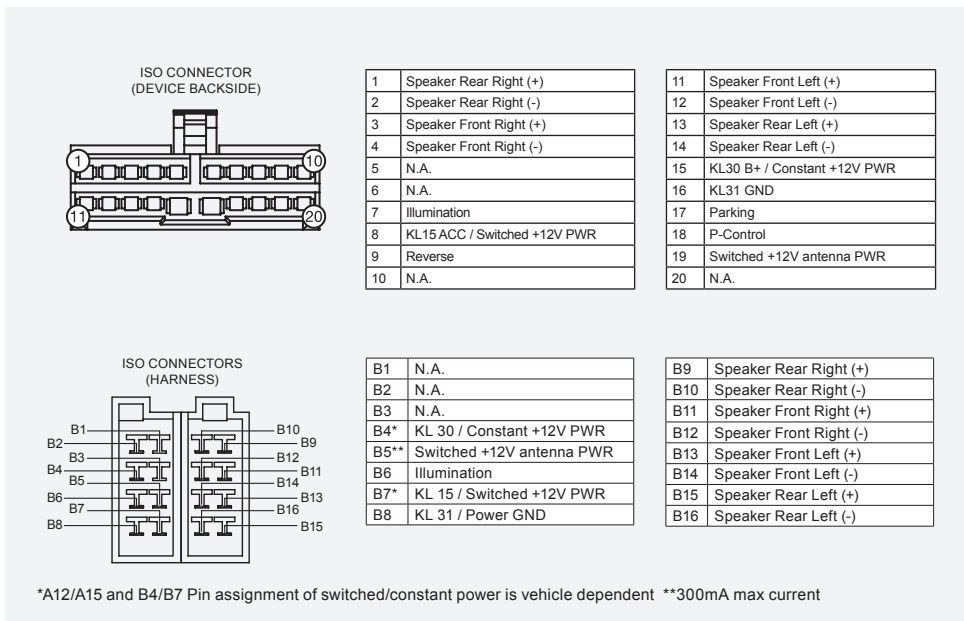 ISO CONNECTOR
(DEVICE BACKSIDE)
1
10
11
20
1 Speaker Rear Right (+)
2 Speaker Rear Right (-)
3 Speaker Front Right (+)
4 Speaker Front Right (-)
5 N.A.
6 N.A.
7 Illumination
8 KL15 ACC / Switched +12V PWR
9 Reverse
10 N.A.
11 Speaker Front Left (+)
12 Speaker Front Left (-)
13 Speaker Rear Left (+)
14 Speaker Rear Left (-)
15 KL30 B+ / Constant +12V PWR
16 KL31 GND
17 Parking
18 P-Control
19 Switched +12V antenna PWR
20 N.A.
ISO CONNECTORS
(HARNESS)
B1
B2
B3
B4
B5
B6
B7
B8
B10
B9
B12
B11
B14
B13
B16
B15
B1 N.A.
B2 N.A.
B3 N.A.
B4* KL 30 / Constant +12V PWR
B5** Switched +12V antenna PWR
B6 Illumination
B7* KL 15 / Switched +12V PWR
B8 KL 31 / Power GND
B9 Speaker Rear Right (+)
B10 Speaker Rear Right (-)
B11 Speaker Front Right (+)
B12 Speaker Front Right (-)
B13 Speaker Front Left (+)
B14 Speaker Front Left (-)
B15 Speaker Rear Left (+)
B16 Speaker Rear Left (-)
*A12/A15 and B4/B7 Pin assignment of switched/constant power is vehicle dependent **300mA max current